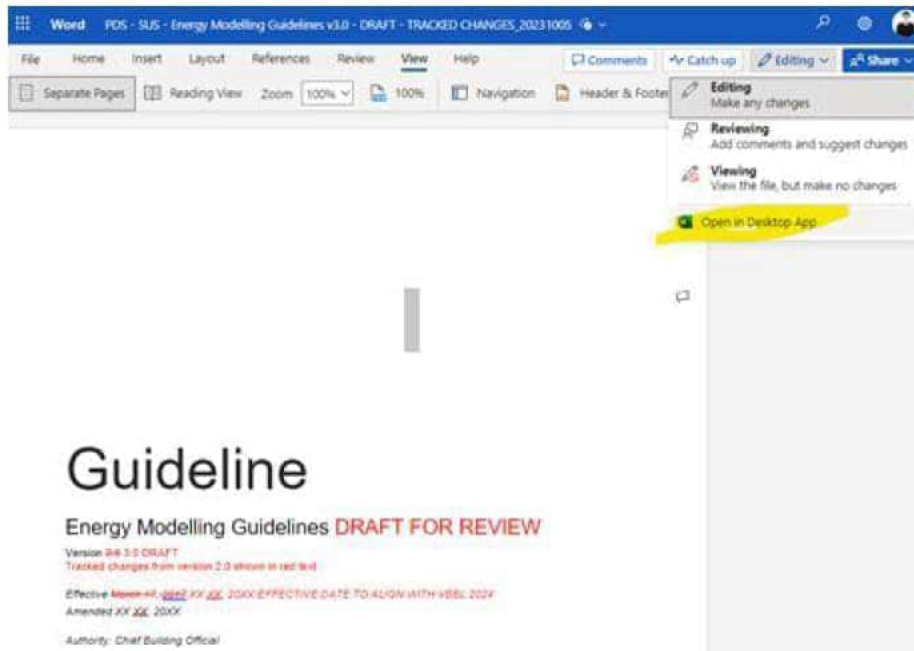 Word PDS - SUS - Energy Modelling Guidelines v3.0 - DRAFT - TRACKED CHANGES_20231005
File Home Insert Layout References Review View Help Comments Catch up Editing Share
Separate Pages Reading View Zoom 100% 100% Navigation Header & Footer
Editing
Make any changes
Reviewing
Add comments and suggest changes
Viewing
View the file, but make no changes
Open in Desktop App
Guideline
Energy Modelling Guidelines DRAFT FOR REVIEW
Version 3.0 DRAFT
Tracked changes from version 2.0 shown in red text
Effective XX XX, 20XX EFFECTIVE DATE TO ALIGN WITH VBBL 202
Amended XX XX, 20XX
Authority: Chief Building Official